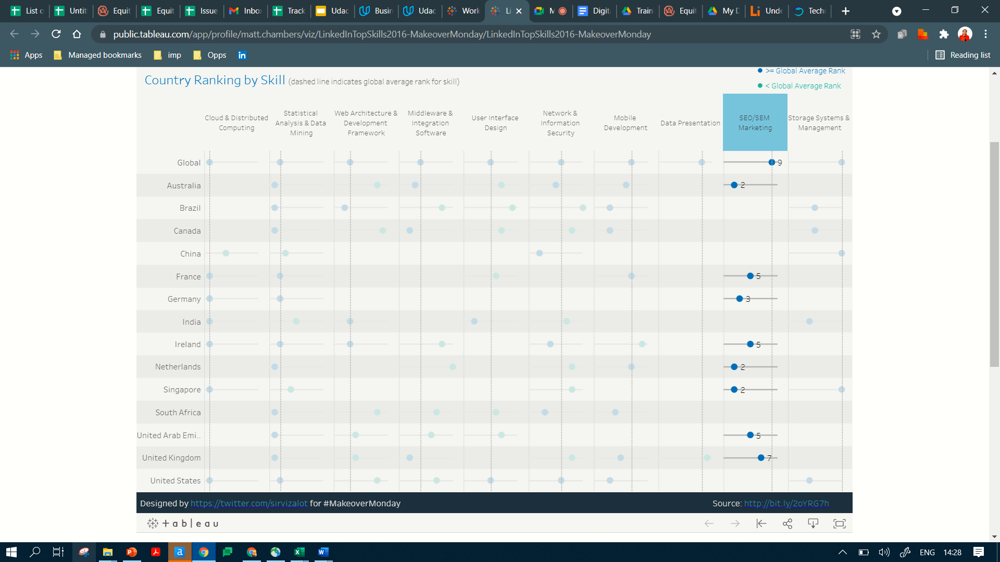 List o
Untit
Equit
Equit
Issue
Inbo
Track
Udac
Busin
Udac
Work
Li
M
Digit
Train
Equit
My D
Und
Tech
public.tableau.com/app/profile/matt.chambers/viz/LinkedInTopSkills2016-MakeoverMonday/LinkedInTopSkills2016-MakeoverMonday
Apps
Managed bookmarks
imp
Opps
in
Reading list
>= Global Average Rank
Country Ranking by Skill (dashed line indicates global average rank for skill)
< Global Average Rank
Cloud & Distributed
Computing
Statistical
Analysis & Data
Mining
Web Architecture &
Development
Framework
Middleware &
Integration
Software
User Interface
Design
Network &
Information
Security
Mobile
Development
Data Presentation
SEO/SEM
Marketing
Storage Systems &
Management
Global 9
Australia 2
Brazil
Canada
China
France 5
Germany 3
India
Ireland 5
Netherlands 2
Singapore 2
South Africa
United Arab Emi..  5
United Kingdom 7
United States
Designed by https://twitter.com/sirvizalot for #MakeoverMonday
Source: http://bit.ly/2oYRG7h
+ a b l e a u
ENG
14:28